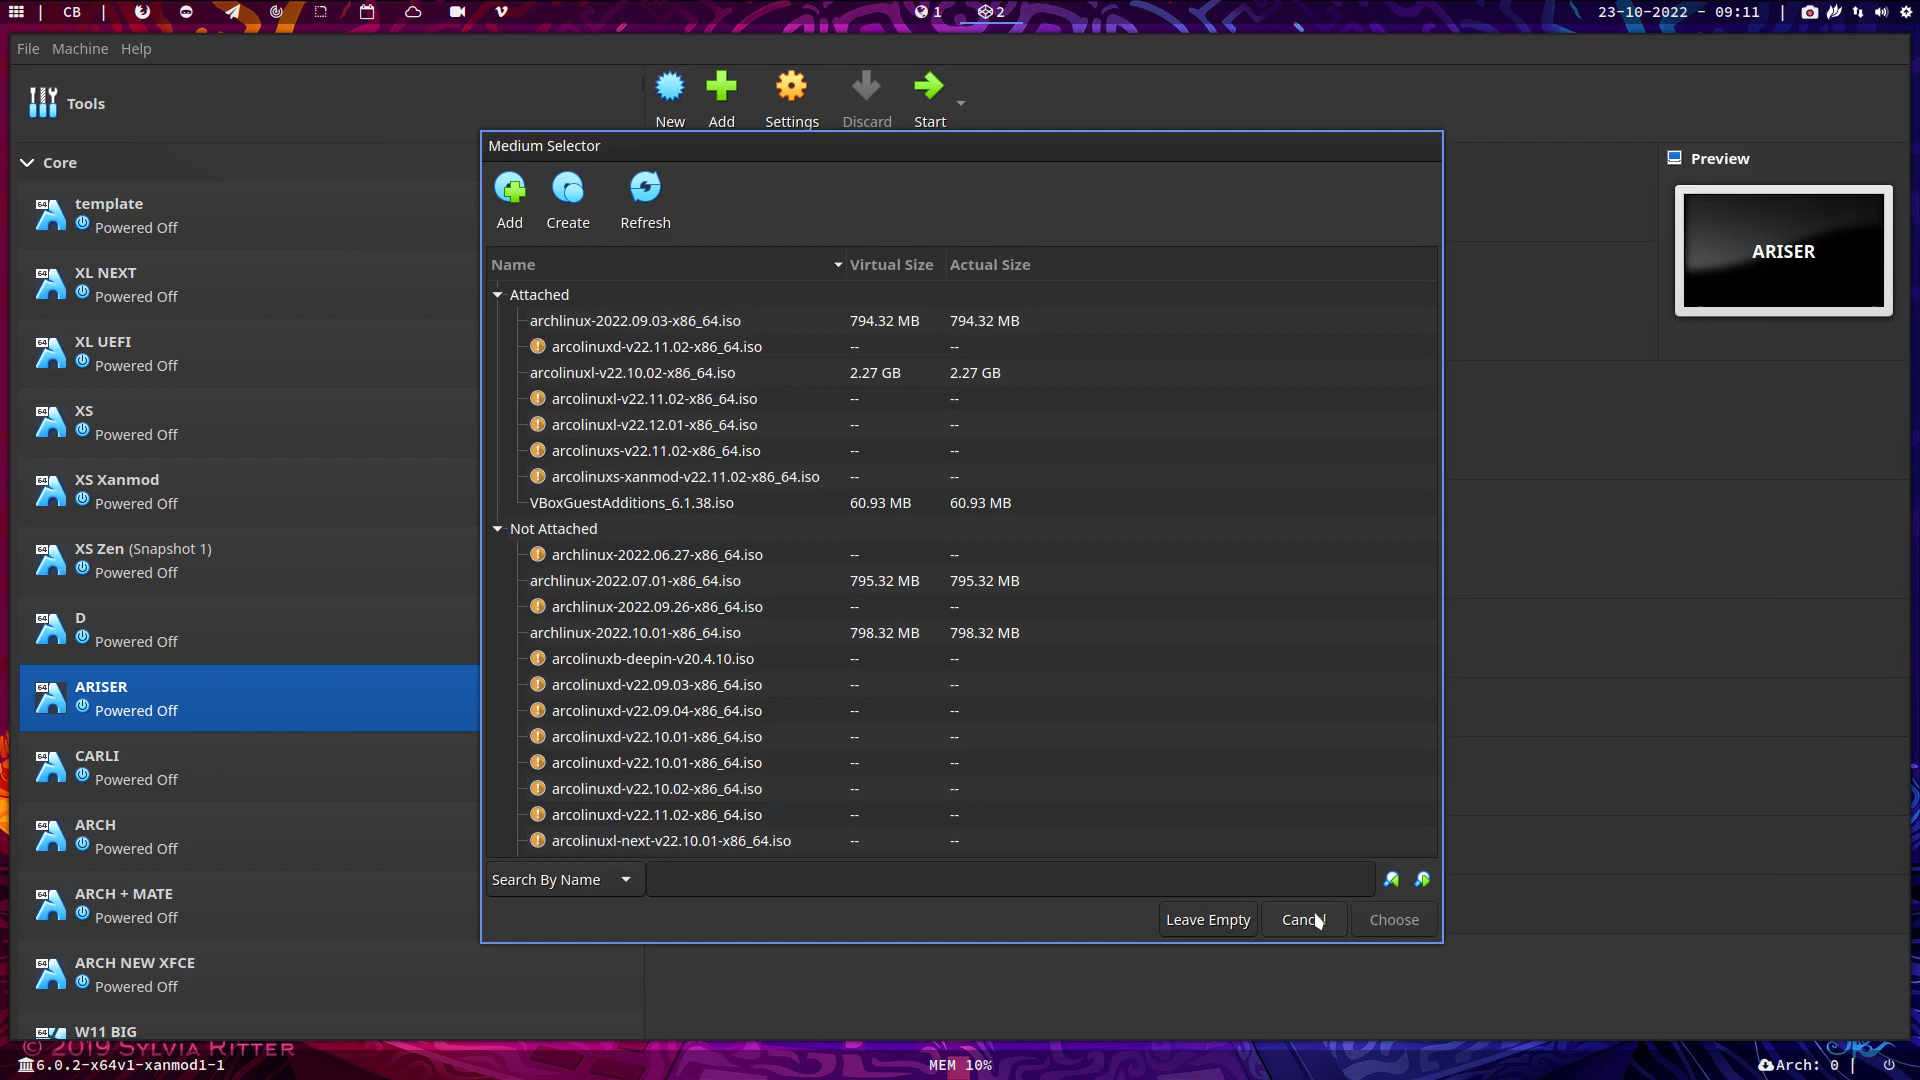 CB
1
2
23-10-2022 - 09:11
File Machine Help
Tools
New Add Settings Discard Start
Core
template
Powered Off
XL NEXT
Powered Off
XL UEFI
Powered Off
XS
Powered Off
XS Xanmod
Powered Off
XS Zen (Snapshot 1)
Powered Off
D
Powered Off
ARISER
Powered Off
CARLI
Powered Off
ARCH
Powered Off
ARCH + MATE
Powered Off
ARCH NEW XFCE
Powered Off
W11 BIG
Medium Selector
Add Create Refresh
Name Virtual Size Actual Size
Attached
archlinux-2022.09.03-x86_64.iso 794.32 MB 794.32 MB
arcolinuxd-v22.11.02-x86_64.iso -- --
arcolinuxl-v22.10.02-x86_64.iso 2.27 GB 2.27 GB
arcolinuxl-v22.11.02-x86_64.iso -- --
arcolinuxl-v22.12.01-x86_64.iso -- --
arcolinuxs-v22.11.02-x86_64.iso -- --
arcolinuxs-xanmod-v22.11.02-x86_64.iso -- --
VBoxGuestAdditions_6.1.38.iso 60.93 MB 60.93 MB
Not Attached
archlinux-2022.06.27-x86_64.iso -- --
archlinux-2022.07.01-x86_64.iso 795.32 MB 795.32 MB
archlinux-2022.09.26-x86_64.iso -- --
archlinux-2022.10.01-x86_64.iso 798.32 MB 798.32 MB
arcolinuxb-deepin-v20.4.10.iso -- --
arcolinuxd-v22.09.03-x86_64.iso -- --
arcolinuxd-v22.09.04-x86_64.iso -- --
arcolinuxd-v22.10.01-x86_64.iso -- --
arcolinuxd-v22.10.01-x86_64.iso -- --
arcolinuxd-v22.10.02-x86_64.iso -- --
arcolinuxd-v22.11.02-x86_64.iso -- --
arcolinuxl-next-v22.10.01-x86_64.iso -- --
Search By Name
Leave Empty Cancel Choose
Preview
ARISER
© 2019 SYLVIA RITTER
6.0.2-x64v1-xanmod1-1
MEM 10%
Arch: 0